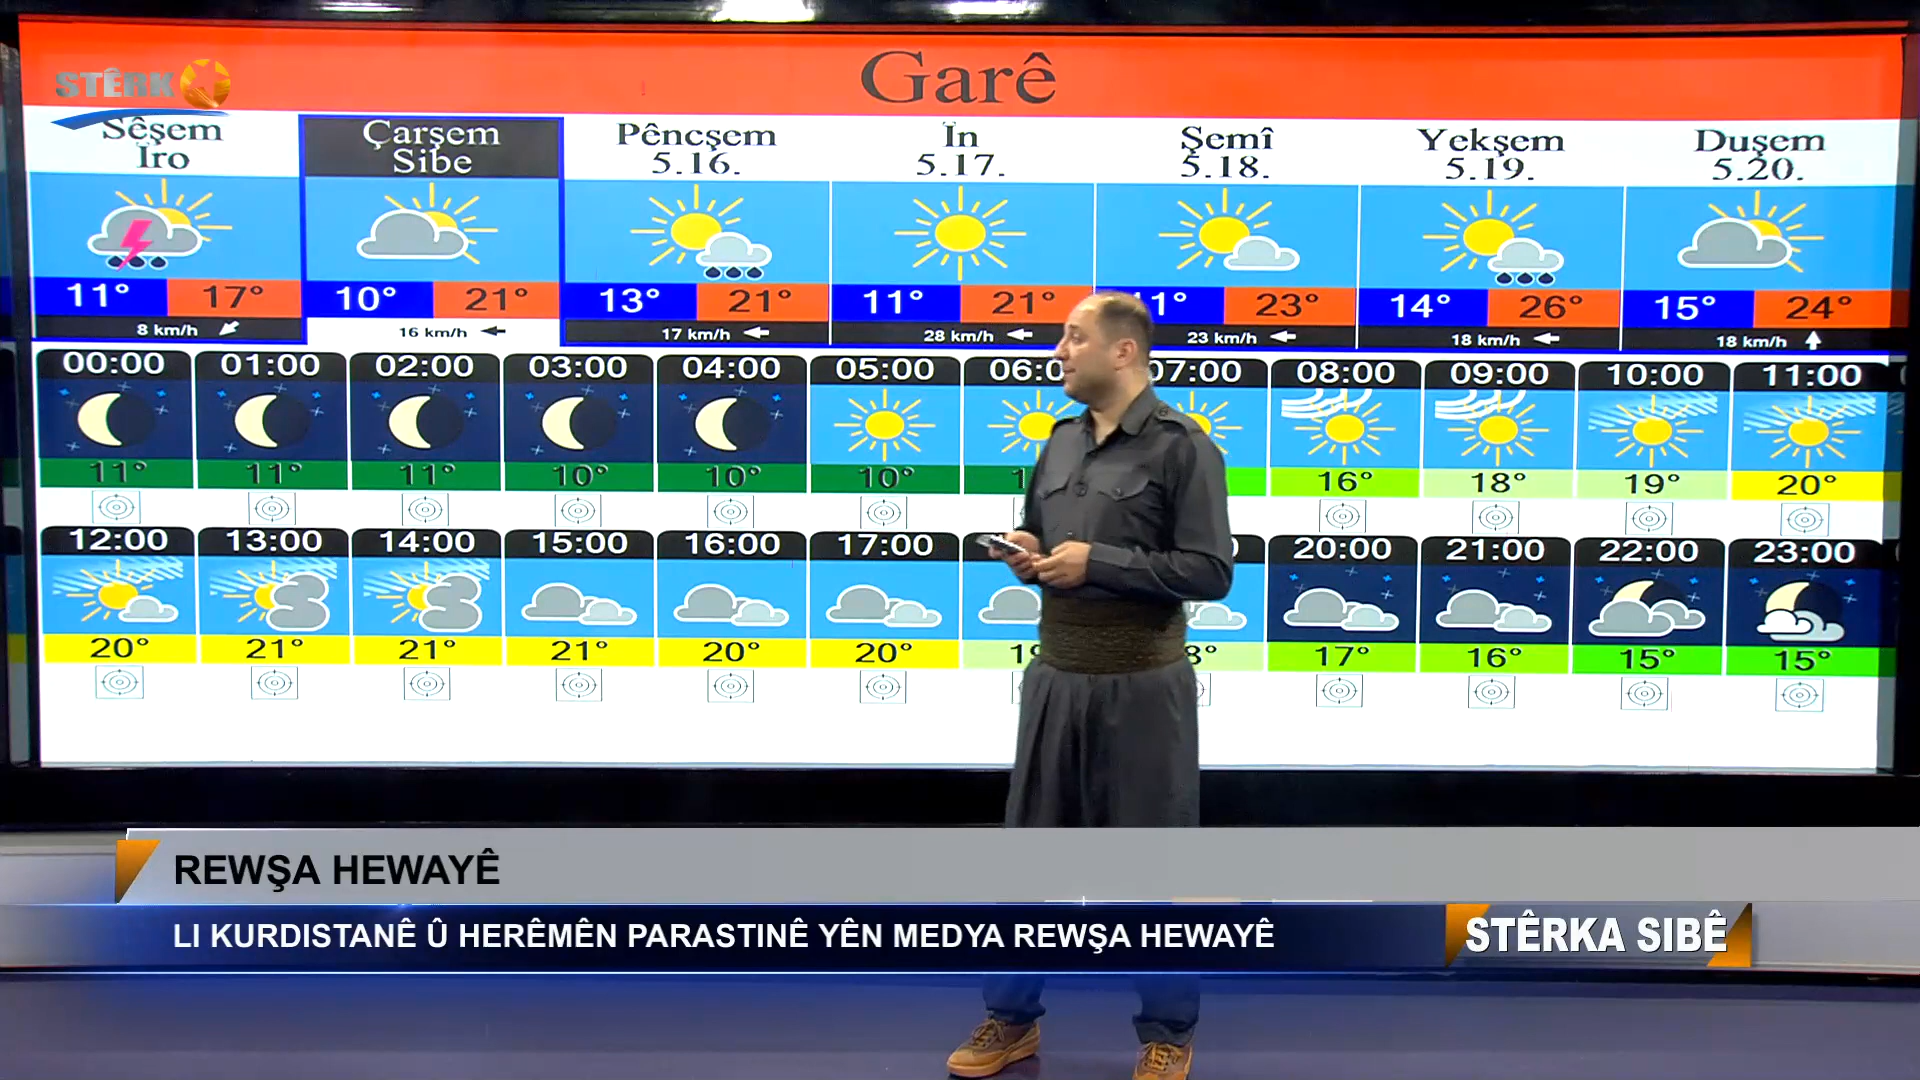 Garê
STÊRK
Sêşem
Îro
Çarşem
Sibe
Pêncşem
5.16.
În
5.17.
Şemî
5.18.
Yekşem
5.19.
Duşem
5.20.
11° 17° 10° 21° 13° 21° 11° 21° 11° 23° 14° 26° 15° 24°
8 km/h 16 km/h 17 km/h 28 km/h 23 km/h 18 km/h 18 km/h
00:00 01:00 02:00 03:00 04:00 05:00 06:00 07:00 08:00 09:00 10:00 11:00
11° 11° 11° 10° 10° 10° 16° 18° 19° 20°
12:00 13:00 14:00 15:00 16:00 17:00 20:00 21:00 22:00 23:00
20° 21° 21° 21° 20° 20° 17° 16° 15° 15°
REWŞA HEWAYÊ
LI KURDISTANÊ Û HERÊMÊN PARASTINÊ YÊN MEDYA REWŞA HEWAYÊ
STÊRKA SIBÊ